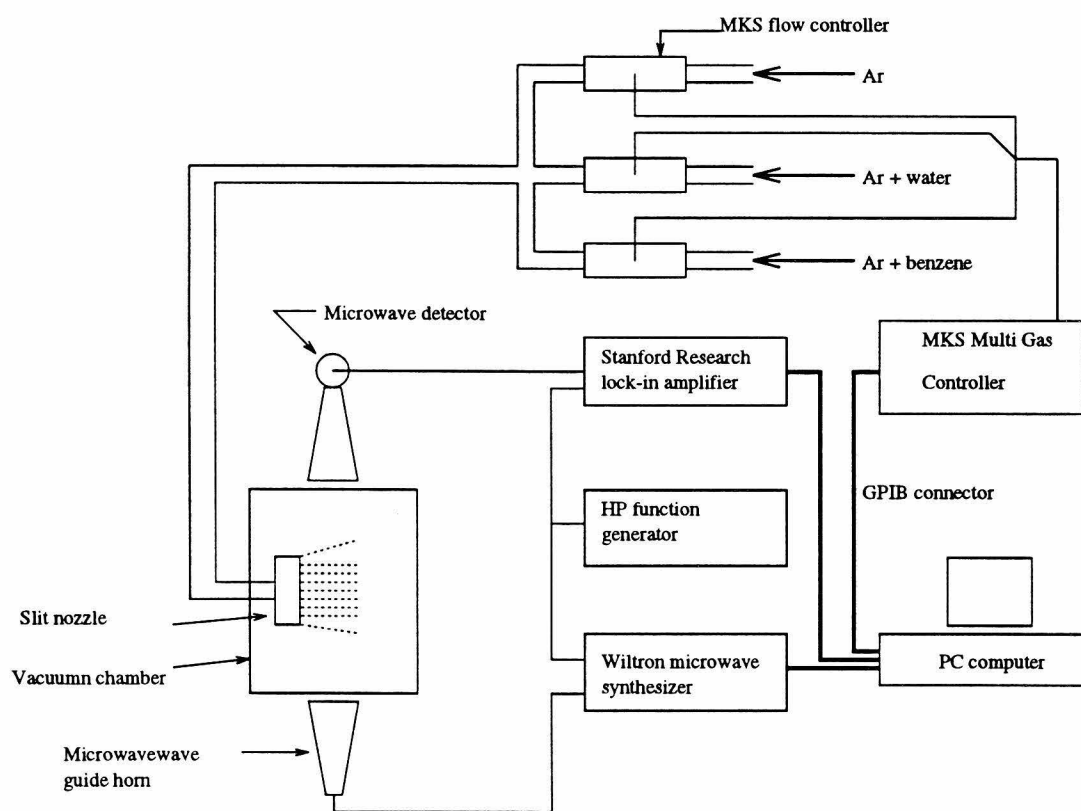 MKS flow controller
Ar
Ar + water
Ar + benzene
Microwave detector
Stanford Research
lock-in amplifier
MKS Multi Gas
Controller
GPIB connector
HP function
generator
Slit nozzle
Wiltron microwave
synthesizer
PC computer
Vacuumn chamber
Microwavewave
guide horn